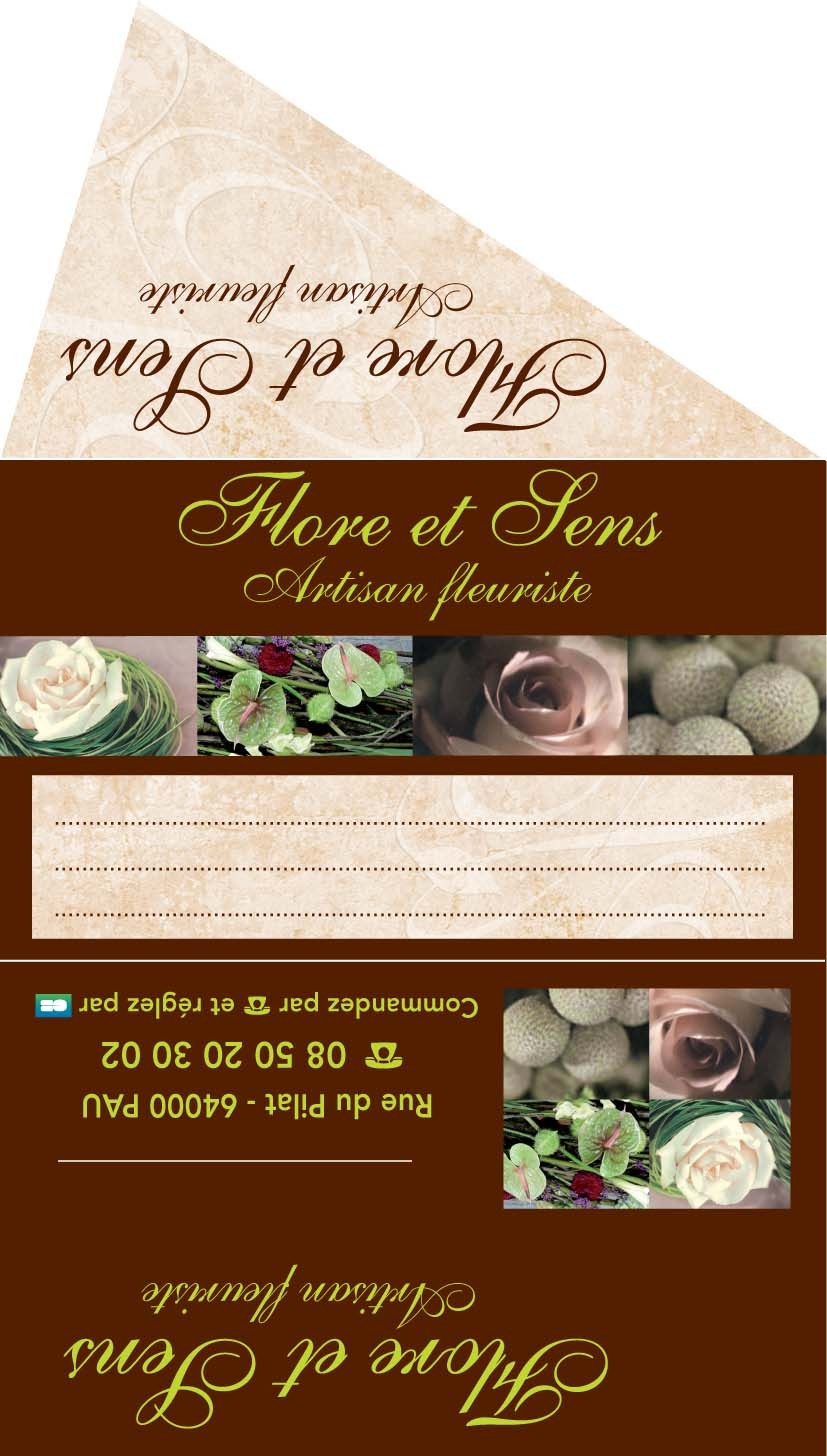 Flore et Sens
Artisan fleuriste
Flore et Sens
Artisan fleuriste
Flore et Sens
Artisan fleuriste
Rue du Pilat - 64000 PAU
08 50 20 30 02
Commandez par et réglez par CB